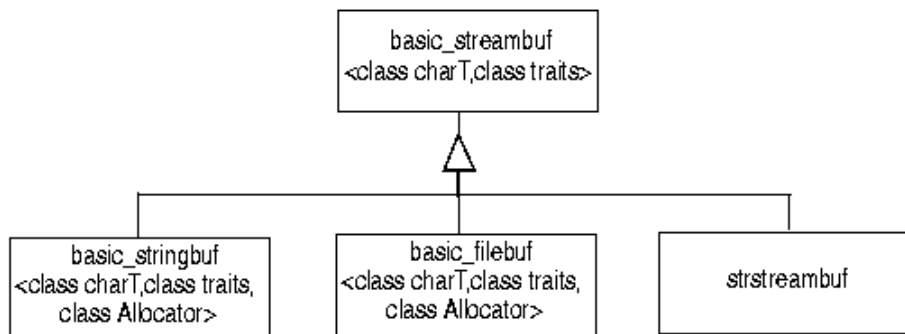 basic_streambuf
<class charT,class traits>
basic_stringbuf
<class charT,class traits,
class Allocator>
basic_filebuf
<class charT,class traits,
class Allocator>
strstreambuf